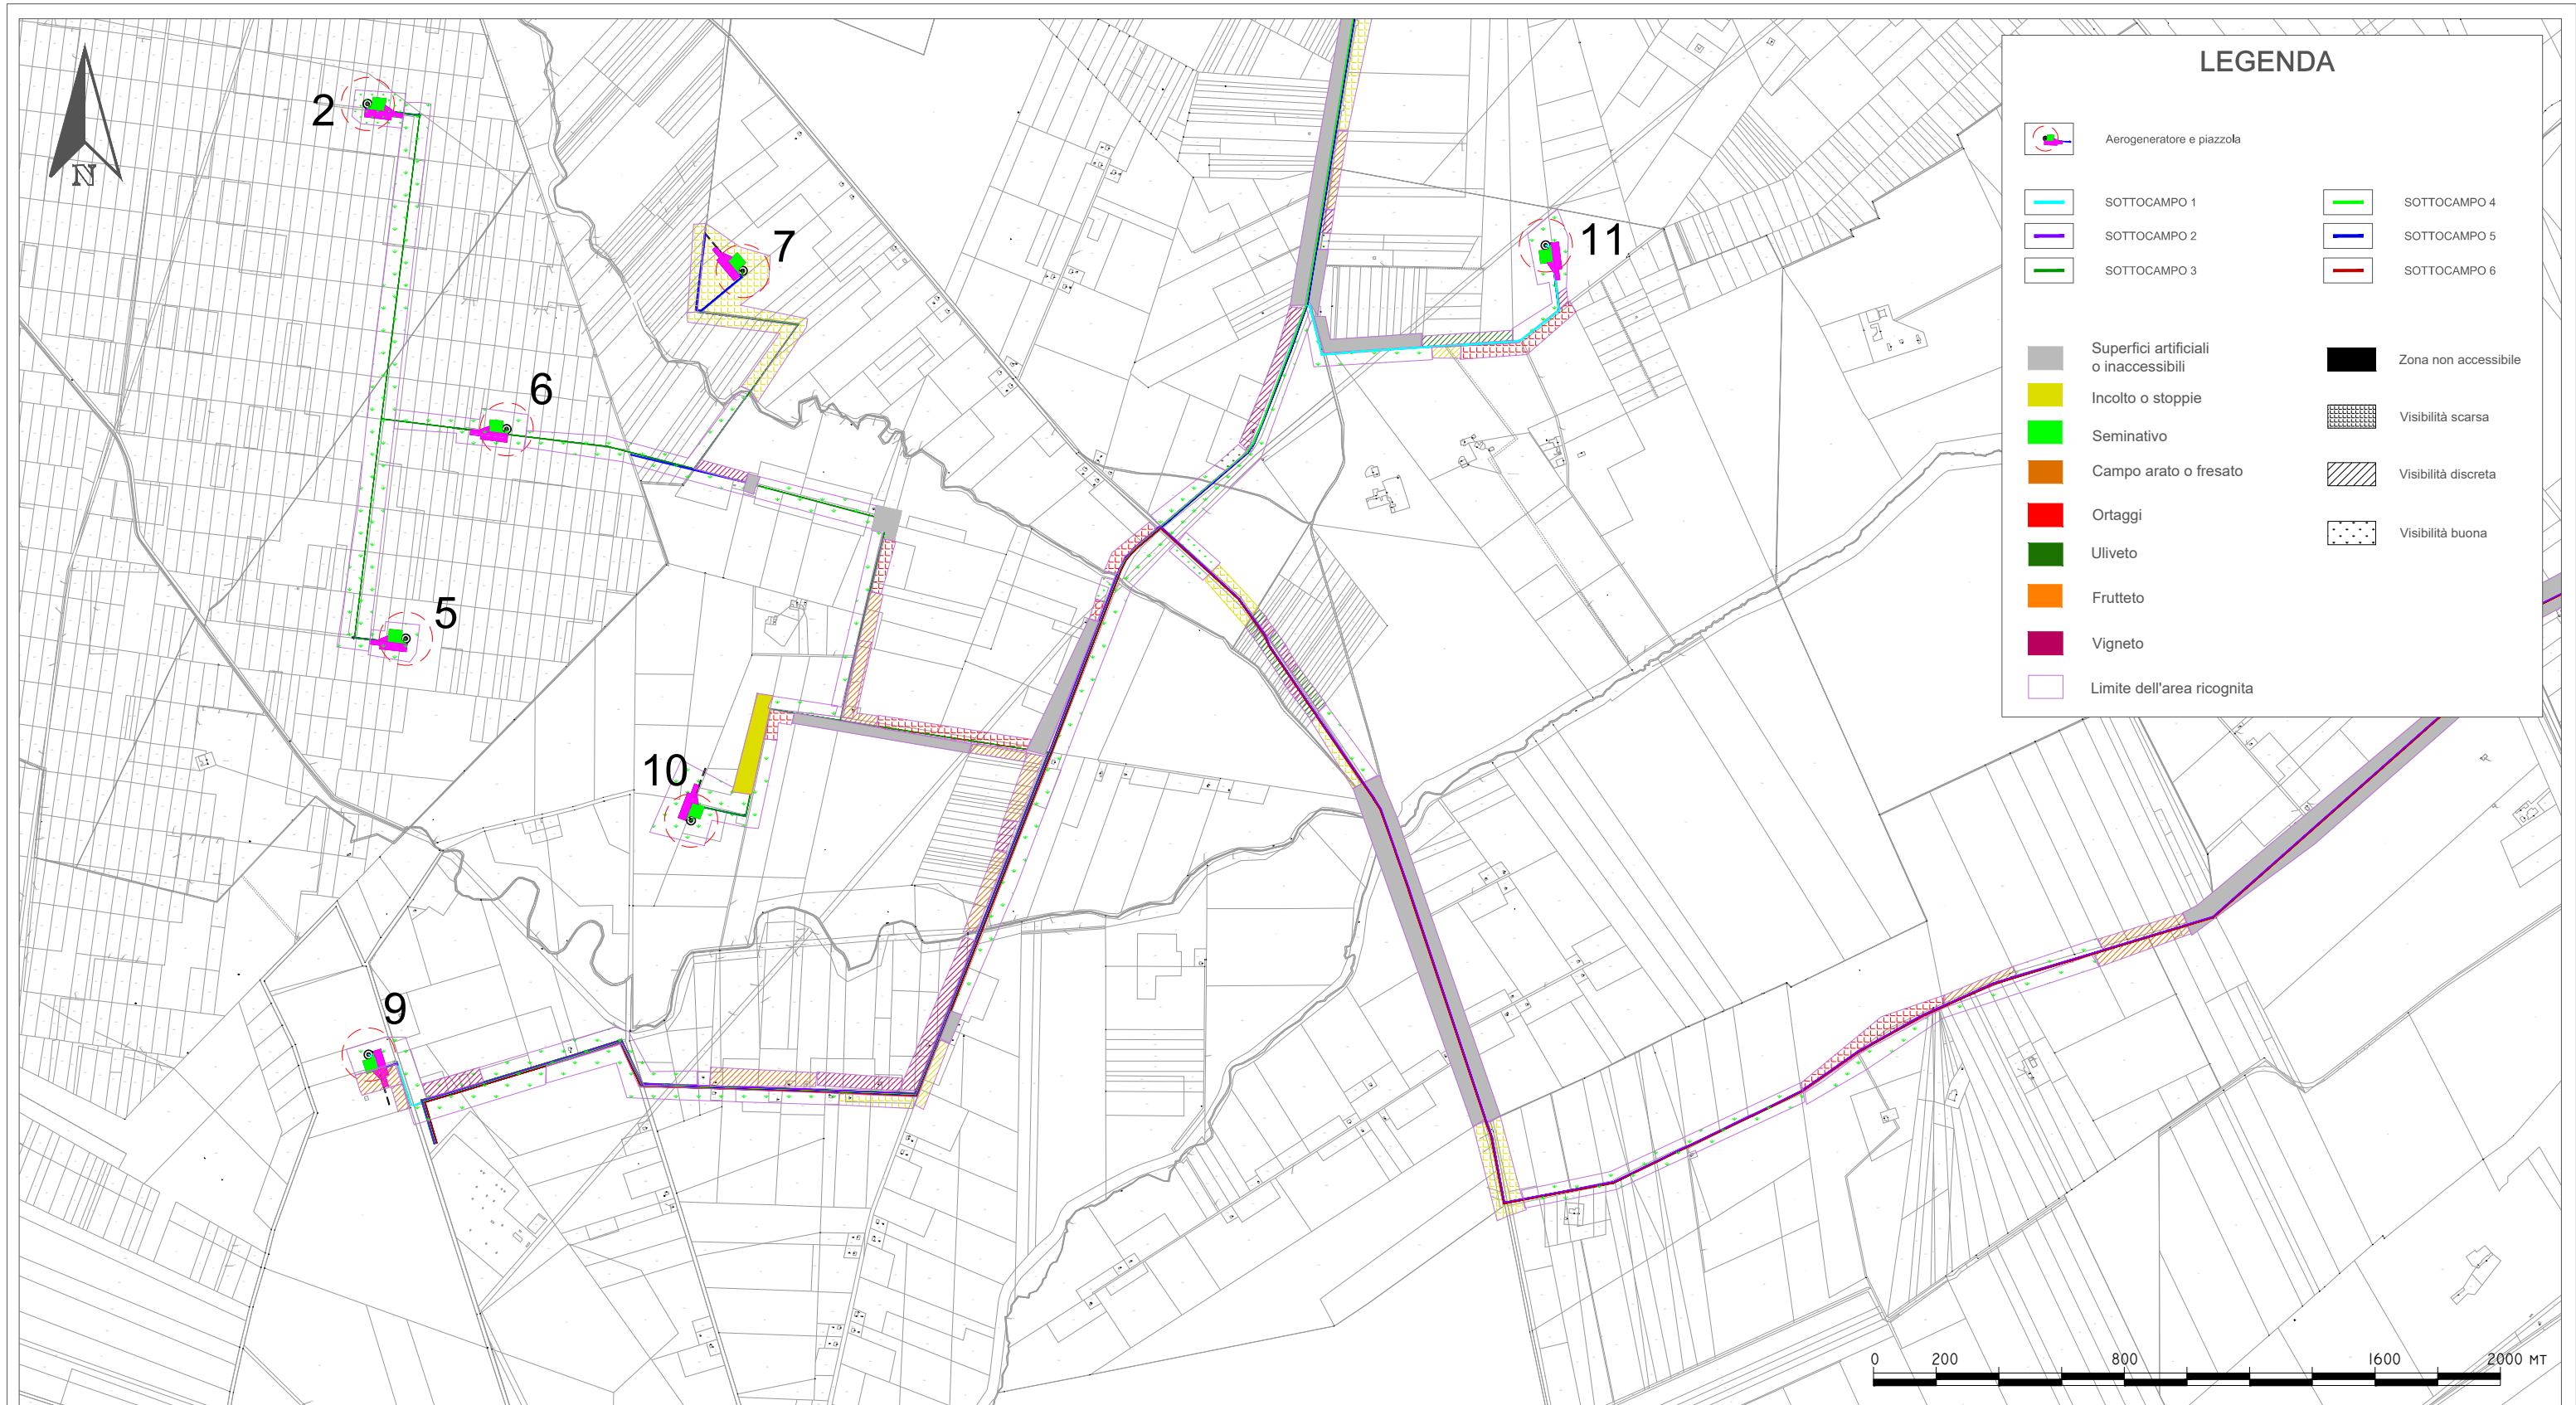 LEGENDA
Aerogeneratore e piazzola
SOTTOCAMPO 1
SOTTOCAMPO 4
SOTTOCAMPO 2
SOTTOCAMPO 5
SOTTOCAMPO 3
SOTTOCAMPO 6
Superfici artificiali
o inaccessibili
Zona non accessibile
Incolto o stoppie
Visibilità scarsa
Seminativo
Campo arato o fresato
Visibilità discreta
Ortaggi
Visibilità buona
Uliveto
Frutteto
Vigneto
Limite dell'area ricognita
N
2
7
11
6
5
10
9
0 200 800 1600 2000 MT